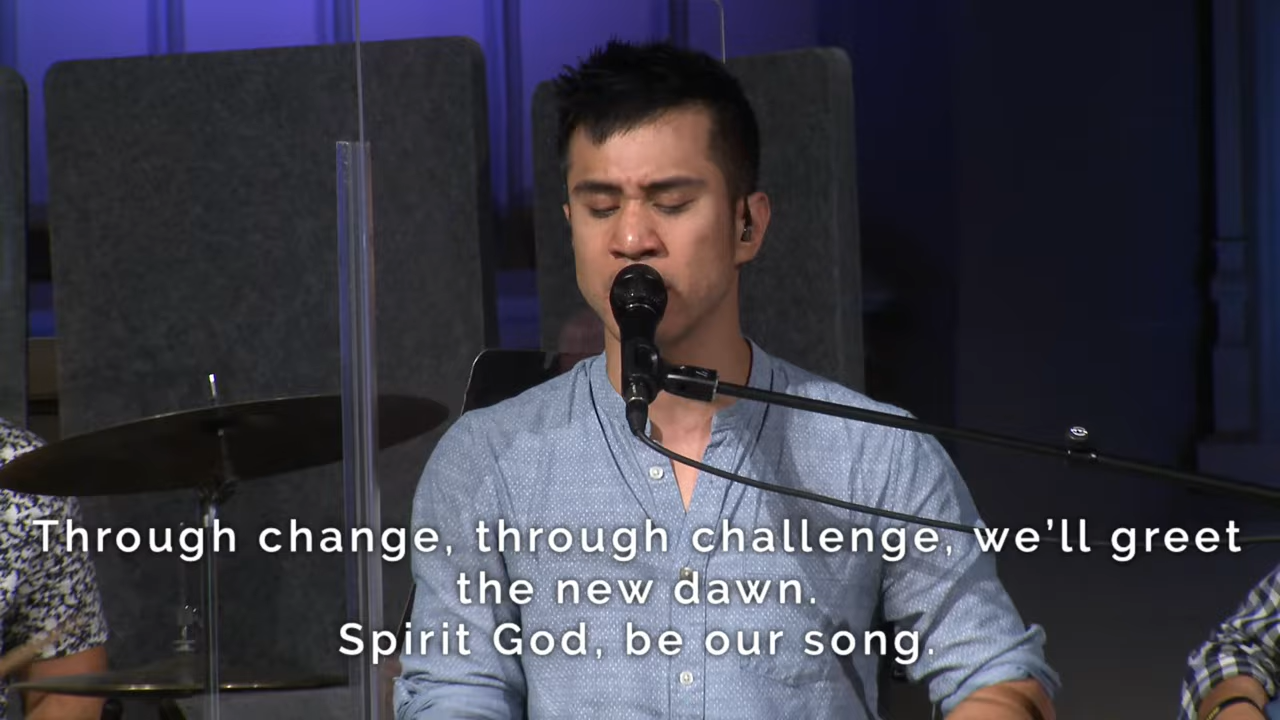 Through change, through challenge, we’ll greet
the new dawn.
Spirit God, be our song.